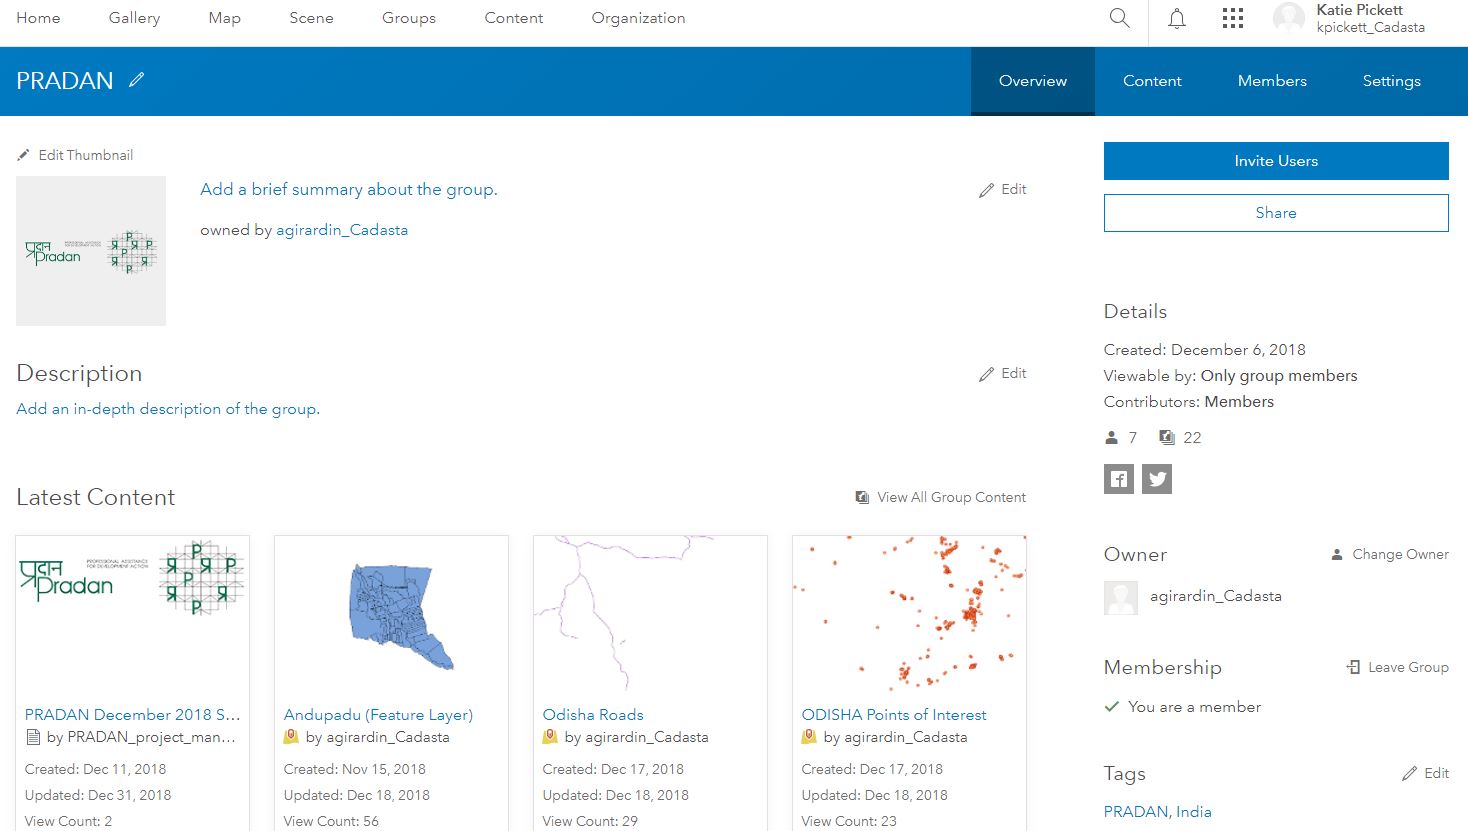 Home Gallery Map Scene Groups Content Organization
Katie Pickett
kpickett_Cadasta
PRADAN
Overview Content Members Settings
Edit Thumbnail
प्रदान
Pradan
Add a brief summary about the group.
Edit
owned by agirardin_Cadasta
Description
Edit
Add an in-depth description of the group.
Latest Content
View All Group Content
प्रदान
Pradan
PROFESSIONAL ASSISTANCE
FOR DEVELOPMENT ACTION
PRADAN December 2018 S...
by PRADAN_project_man...
Created: Dec 11, 2018
Updated: Dec 31, 2018
View Count: 2
Andupadu (Feature Layer)
by agirardin_Cadasta
Created: Nov 15, 2018
Updated: Dec 18, 2018
View Count: 56
Odisha Roads
by agirardin_Cadasta
Created: Dec 17, 2018
Updated: Dec 18, 2018
View Count: 29
ODISHA Points of Interest
by agirardin_Cadasta
Created: Dec 17, 2018
Updated: Dec 18, 2018
View Count: 23
Invite Users
Share
Details
Created: December 6, 2018
Viewable by: Only group members
Contributors: Members
7 22
Owner
Change Owner
agirardin_Cadasta
Membership
Leave Group
You are a member
Tags
Edit
PRADAN, India